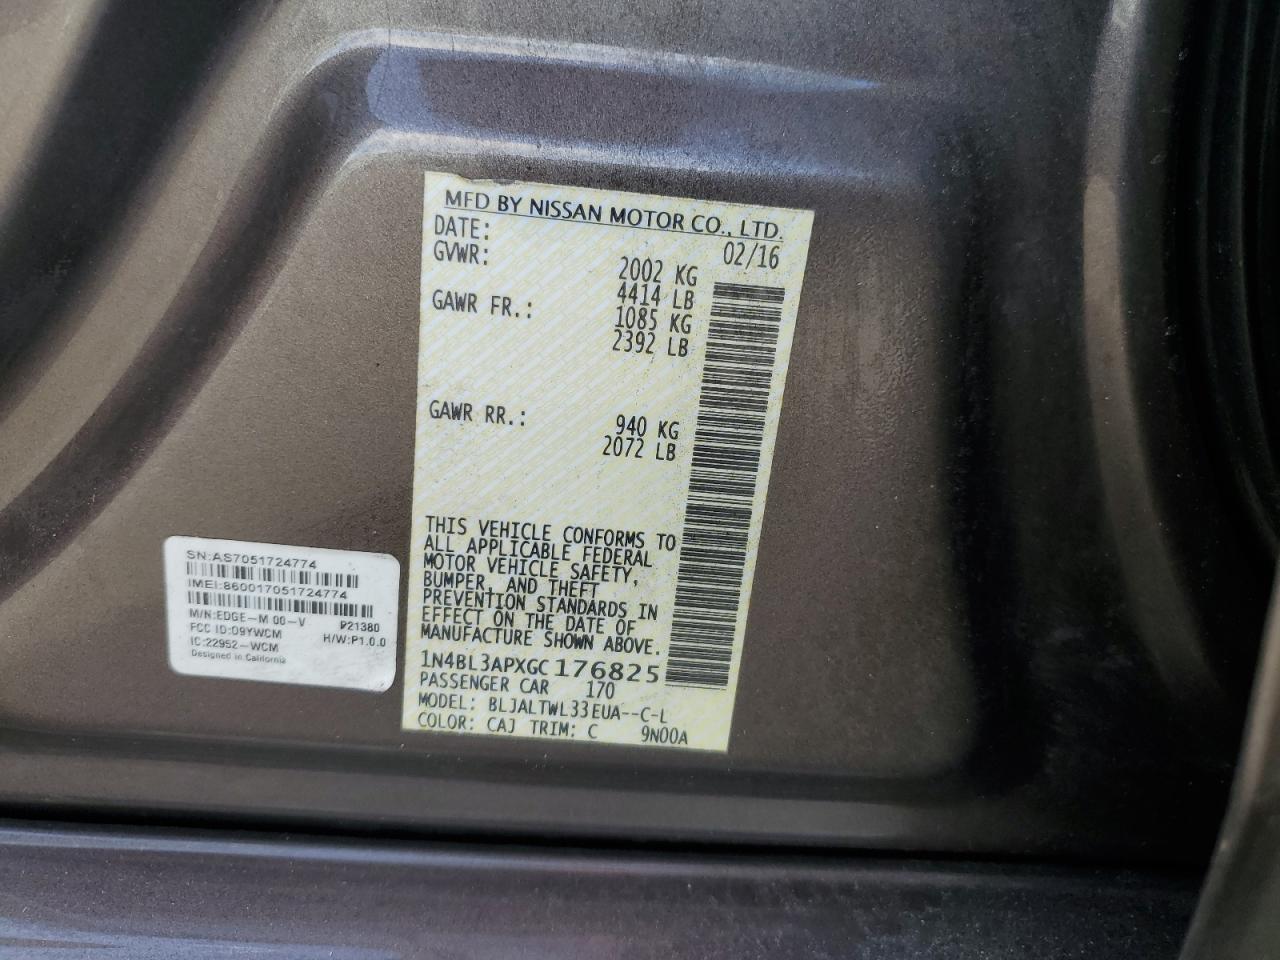 MFD BY NISSAN MOTOR CO., LTD.
DATE: 02/16
GVWR: 2002 KG
4414 LB
GAWR FR.: 1085 KG
2392 LB
GAWR RR.: 940 KG
2072 LB
THIS VEHICLE CONFORMS TO
ALL APPLICABLE FEDERAL
MOTOR VEHICLE SAFETY,
BUMPER, AND THEFT
PREVENTION STANDARDS IN
EFFECT ON THE DATE OF
MANUFACTURE SHOWN ABOVE.
1N4BL3APXGC176825
PASSENGER CAR 170
MODEL: BLJALTWL33EUA--C-L
COLOR: CAJ TRIM: C 9N00A
SN:AS7051724774
IMEI:860017051724774
M/N:EDGE-M 00-V P21380
FCC ID:09YWCM H/W:P1.0.0
IC:22952-WCM
Designed in California